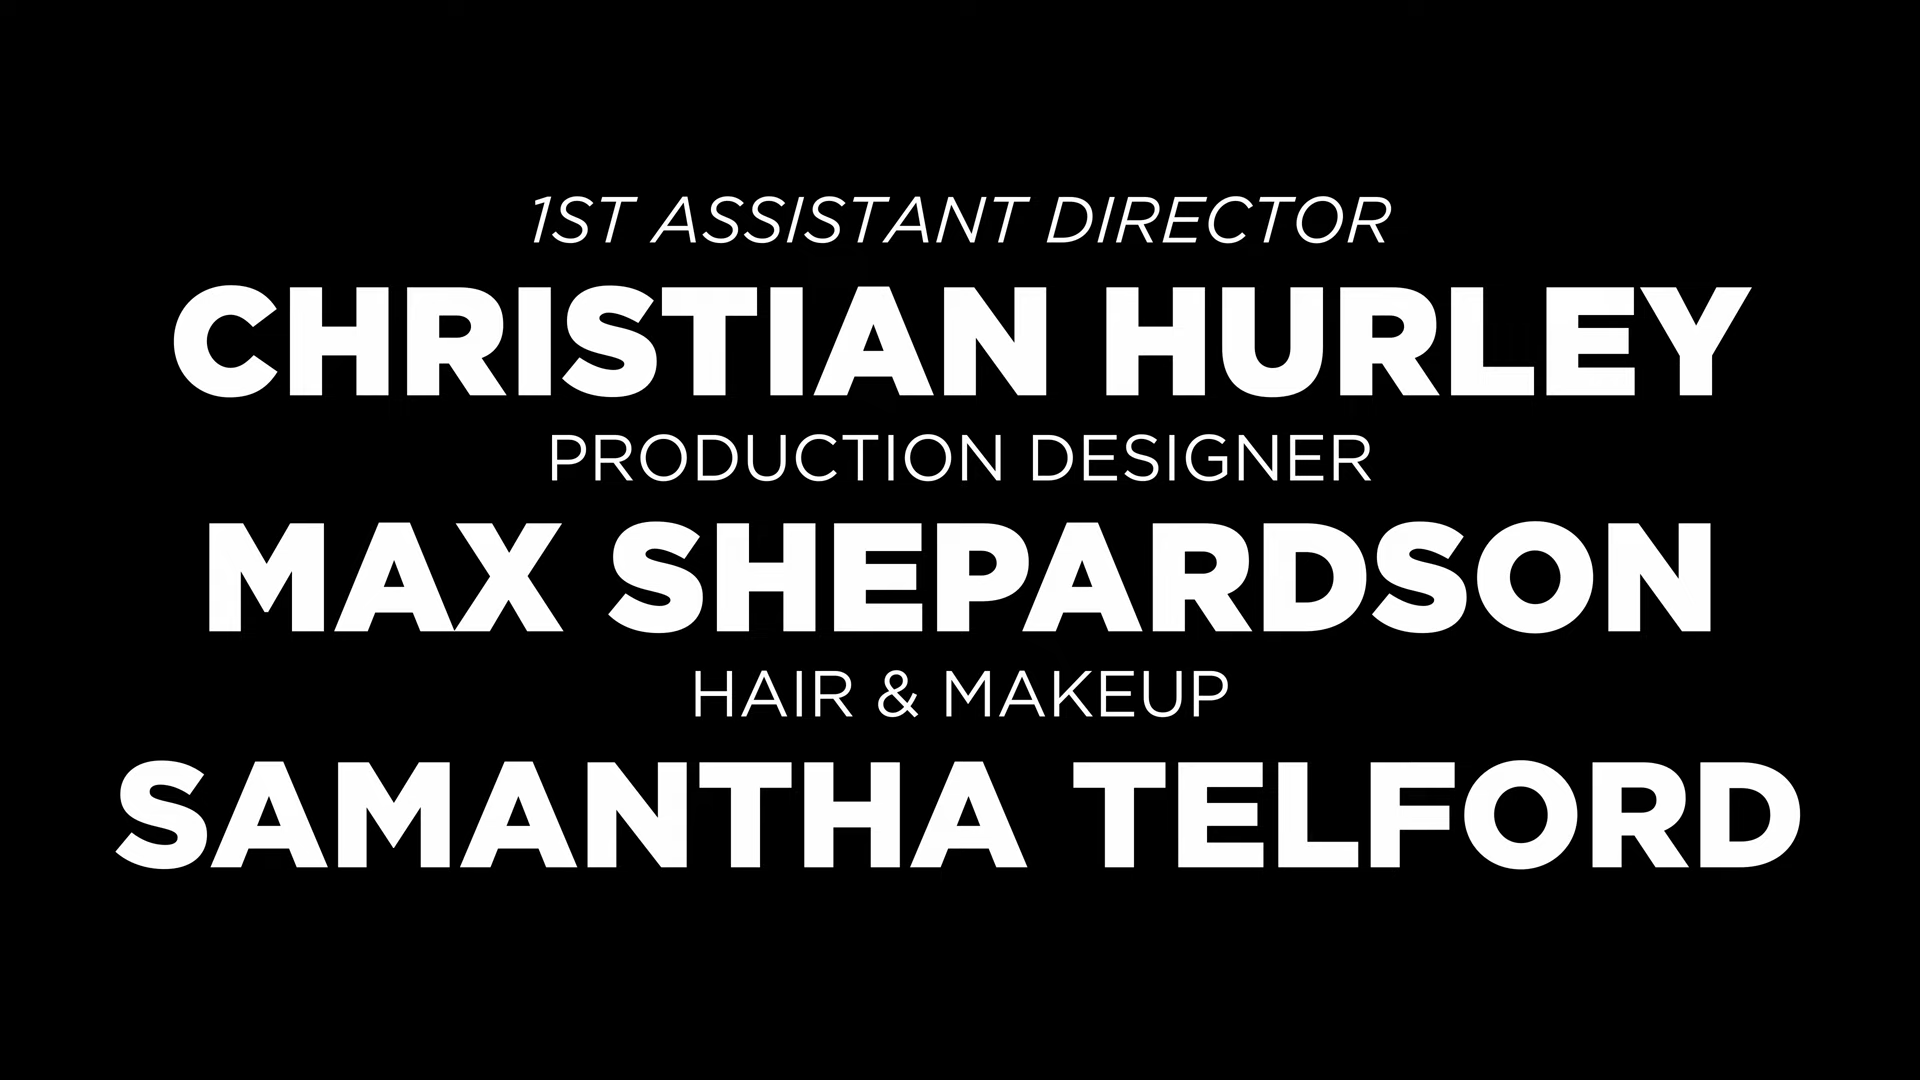 1ST ASSISTANT DIRECTOR
CHRISTIAN HURLEY
PRODUCTION DESIGNER
MAX SHEPARDSON
HAIR & MAKEUP
SAMANTHA TELFORD